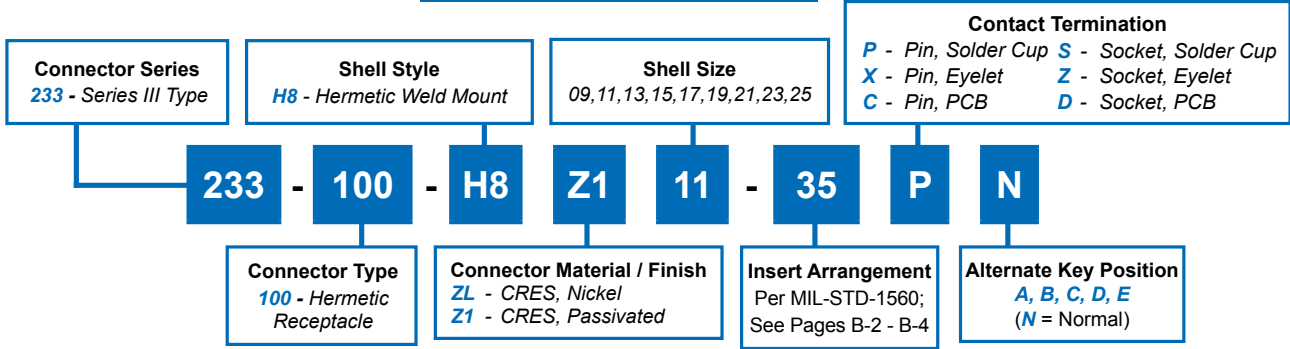 Contact Termination
P - Pin, Solder Cup S - Socket, Solder Cup
X - Pin, Eyelet Z - Socket, Eyelet
C - Pin, PCB D - Socket, PCB
Connector Series
233 - Series III Type
Shell Style
H8 - Hermetic Weld Mount
Shell Size
09,11,13,15,17,19,21,23,25
233 - 100 - H8 Z1 11 - 35 P N
Connector Type
100 - Hermetic
Receptacle
Connector Material / Finish
ZL - CRES, Nickel
Z1 - CRES, Passivated
Insert Arrangement
Per MIL-STD-1560;
See Pages B-2 - B-4
Alternate Key Position
A, B, C, D, E
(N = Normal)